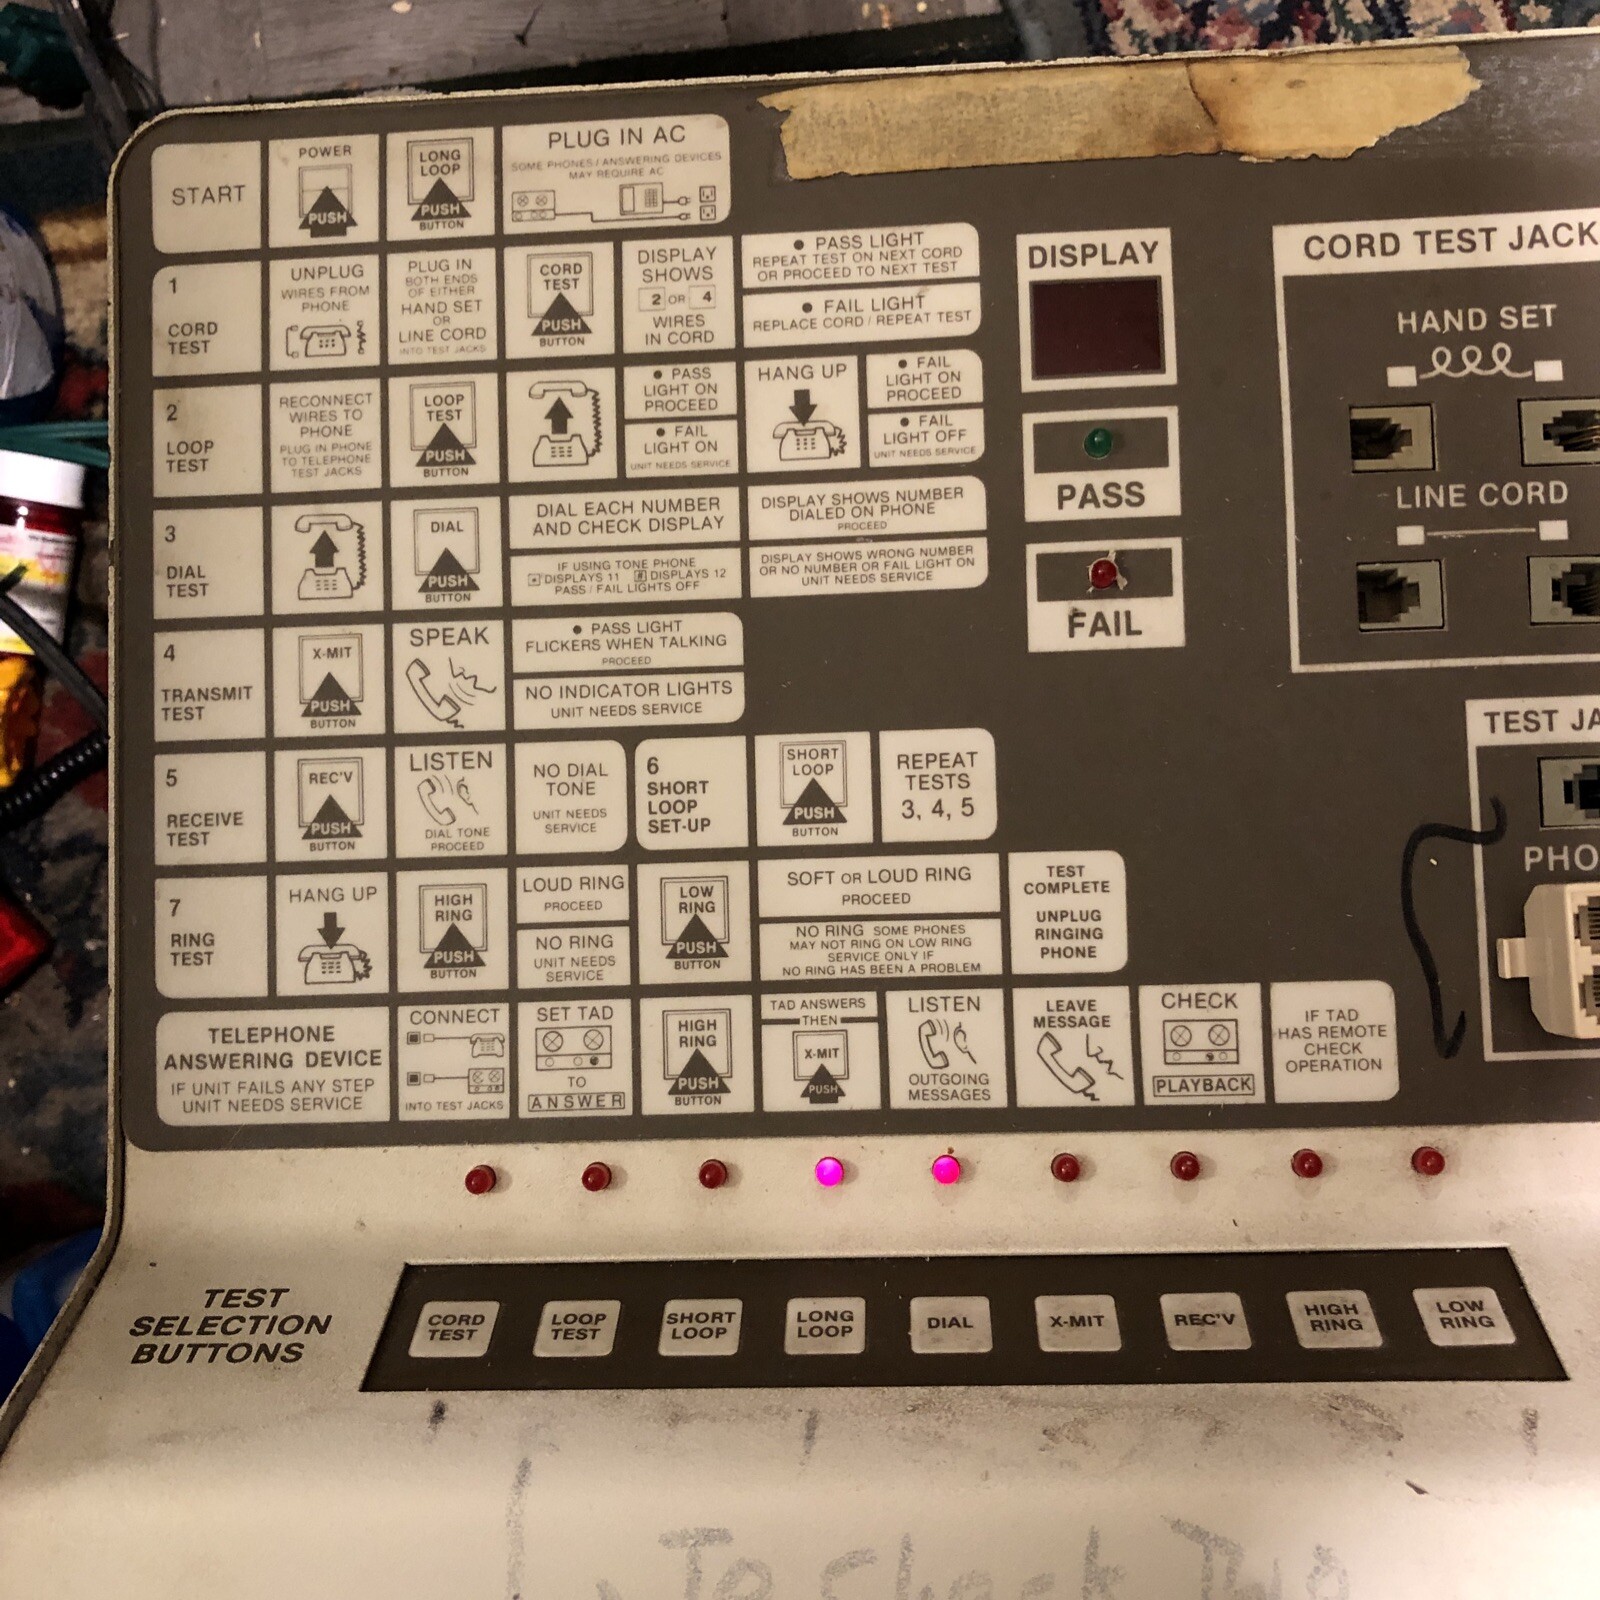 START
POWER
PUSH
LONG
LOOP
PUSH
BUTTON
PLUG IN AC
SOME PHONES / ANSWERING DEVICES
MAY REQUIRE AC
1
CORD
TEST
UNPLUG
WIRES FROM
PHONE
PLUG IN
BOTH ENDS
OF EITHER
HAND SET
OR
LINE CORD
INTO TEST JACKS
CORD
TEST
PUSH
BUTTON
DISPLAY
SHOWS
2 OR 4
WIRES
IN CORD
● PASS LIGHT
REPEAT TEST ON NEXT CORD
OR PROCEED TO NEXT TEST
● FAIL LIGHT
REPLACE CORD / REPEAT TEST
2
LOOP
TEST
RECONNECT
WIRES TO
PHONE
PLUG IN PHONE
TO TELEPHONE
TEST JACKS
LOOP
TEST
PUSH
BUTTON
● PASS
LIGHT ON
PROCEED
● FAIL
LIGHT ON
UNIT NEEDS SERVICE
HANG UP
● FAIL
LIGHT ON
PROCEED
● FAIL
LIGHT OFF
UNIT NEEDS SERVICE
3
DIAL
TEST
DIAL
PUSH
BUTTON
DIAL EACH NUMBER
AND CHECK DISPLAY
IF USING TONE PHONE
* DISPLAYS 11 # DISPLAYS 12
PASS / FAIL LIGHTS OFF
DISPLAY SHOWS NUMBER
DIALED ON PHONE
PROCEED
DISPLAY SHOWS WRONG NUMBER
OR NO NUMBER OR FAIL LIGHT ON
UNIT NEEDS SERVICE
4
TRANSMIT
TEST
X-MIT
PUSH
BUTTON
SPEAK
● PASS LIGHT
FLICKERS WHEN TALKING
PROCEED
NO INDICATOR LIGHTS
UNIT NEEDS SERVICE
5
RECEIVE
TEST
REC'V
PUSH
BUTTON
LISTEN
DIAL TONE
PROCEED
NO DIAL
TONE
UNIT NEEDS
SERVICE
6
SHORT
LOOP
SET-UP
SHORT
LOOP
PUSH
BUTTON
REPEAT
TESTS
3, 4, 5
7
RING
TEST
HANG UP
HIGH
RING
PUSH
BUTTON
LOUD RING
PROCEED
NO RING
UNIT NEEDS
SERVICE
LOW
RING
PUSH
BUTTON
SOFT OR LOUD RING
PROCEED
NO RING SOME PHONES
MAY NOT RING ON LOW RING
SERVICE ONLY IF
NO RING HAS BEEN A PROBLEM
TEST
COMPLETE
UNPLUG
RINGING
PHONE
TELEPHONE
ANSWERING DEVICE
IF UNIT FAILS ANY STEP
UNIT NEEDS SERVICE
CONNECT
INTO TEST JACKS
SET TAD
TO
ANSWER
HIGH
RING
PUSH
BUTTON
TAD ANSWERS
THEN
X-MIT
PUSH
LISTEN
OUTGOING
MESSAGES
LEAVE
MESSAGE
CHECK
PLAYBACK
IF TAD
HAS REMOTE
CHECK
OPERATION
DISPLAY
PASS
FAIL
CORD TEST JACK
HAND SET
LINE CORD
TEST JA
PHO
TEST
SELECTION
BUTTONS
CORD
TEST
LOOP
TEST
SHORT
LOOP
LONG
LOOP
DIAL
X-MIT
REC'V
HIGH
RING
LOW
RING
To check